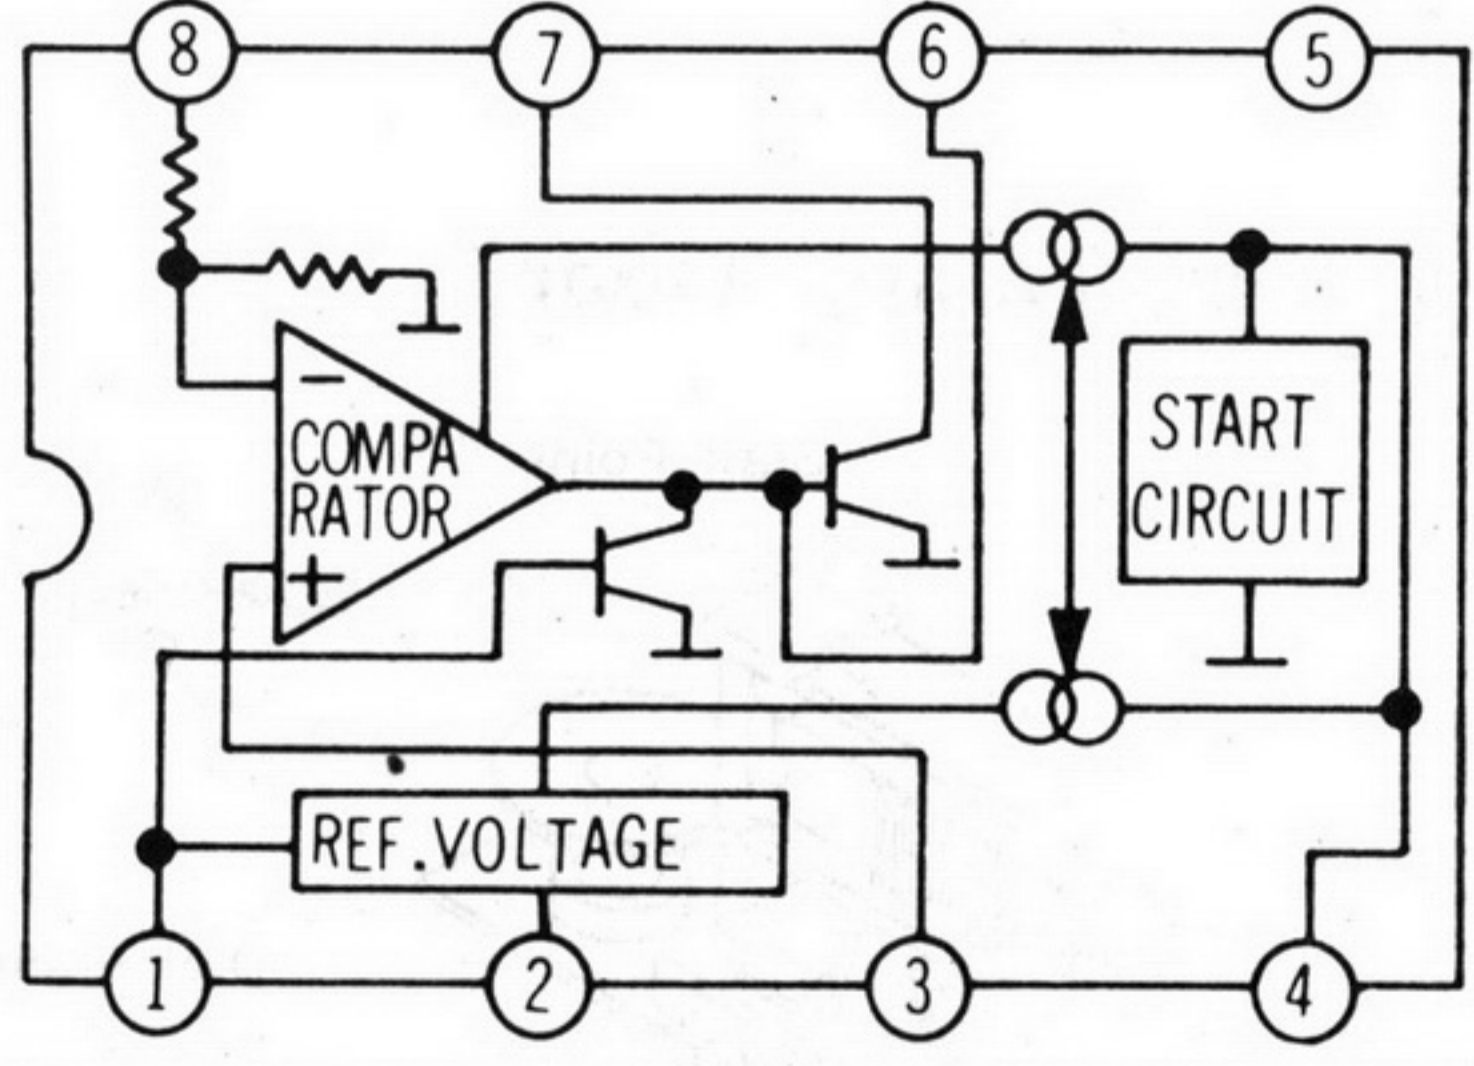 8 7 6 5
−
COMPA
RATOR
+
START
CIRCUIT
REF. VOLTAGE
1 2 3 4